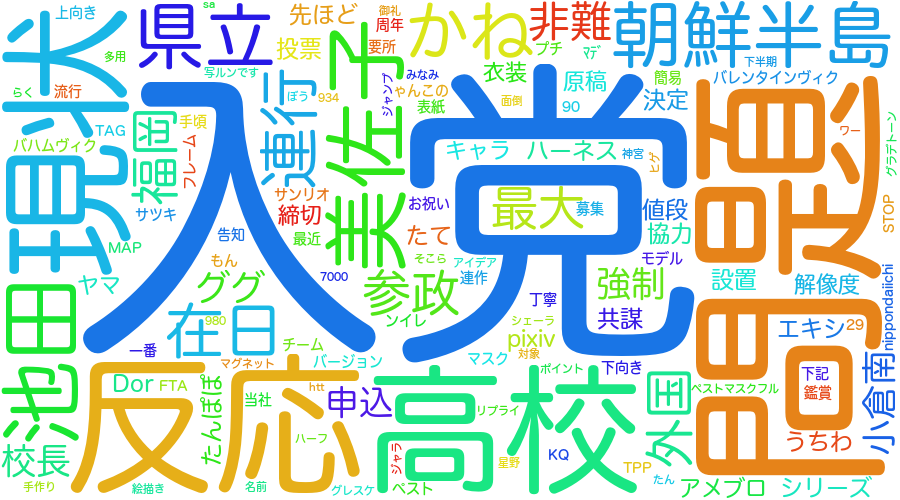 上向き
sa
御礼
先ほど
周年
県立
かね
非難
朝鮮半島
多用
投票
要所
プチ
ﾏﾃﾞ
下半期
現状
写ルンです
みなみ
衣装
原稿
簡易
バレンタインヴィク
らく
流行
ぼう
934
ジャンプ
ゃんこの
面倒
90
決定
問題
TAG
手頃
連行
美佐子
表紙
ワー
グラデトーン
バハムヴィク
福岡
フレーム
入党
キャラ
ハーネス
神宮
ヒゲ
サツキ
サンリオ
締切
お祝い
最大
募集
値段
STOP
MAP
告知
最近
たて
協力
もん
そこら
アイデア
モデル
ヤマ
ググ
7000
参政
連作
強制
設置
解像度
nippondaiichi
池田
在日
980
ソイレ
丁寧
共謀
エキシ
29
一番
チーム
シェーラ
pixiv
対象
マグネット
バージョン
マスク
ポイント
下向き
下記
小倉南
Dor
FTA
反応
htt
申込
高校
外国
ベストマスクフル
鑑賞
たんぽぽ
当社
リプライ
うちわ
校長
ハーフ
ジャラ
星野
KQ
TPP
たん
手作り
絵描き
名前
グレスケ
ベスト
アメブロ
シリーズ